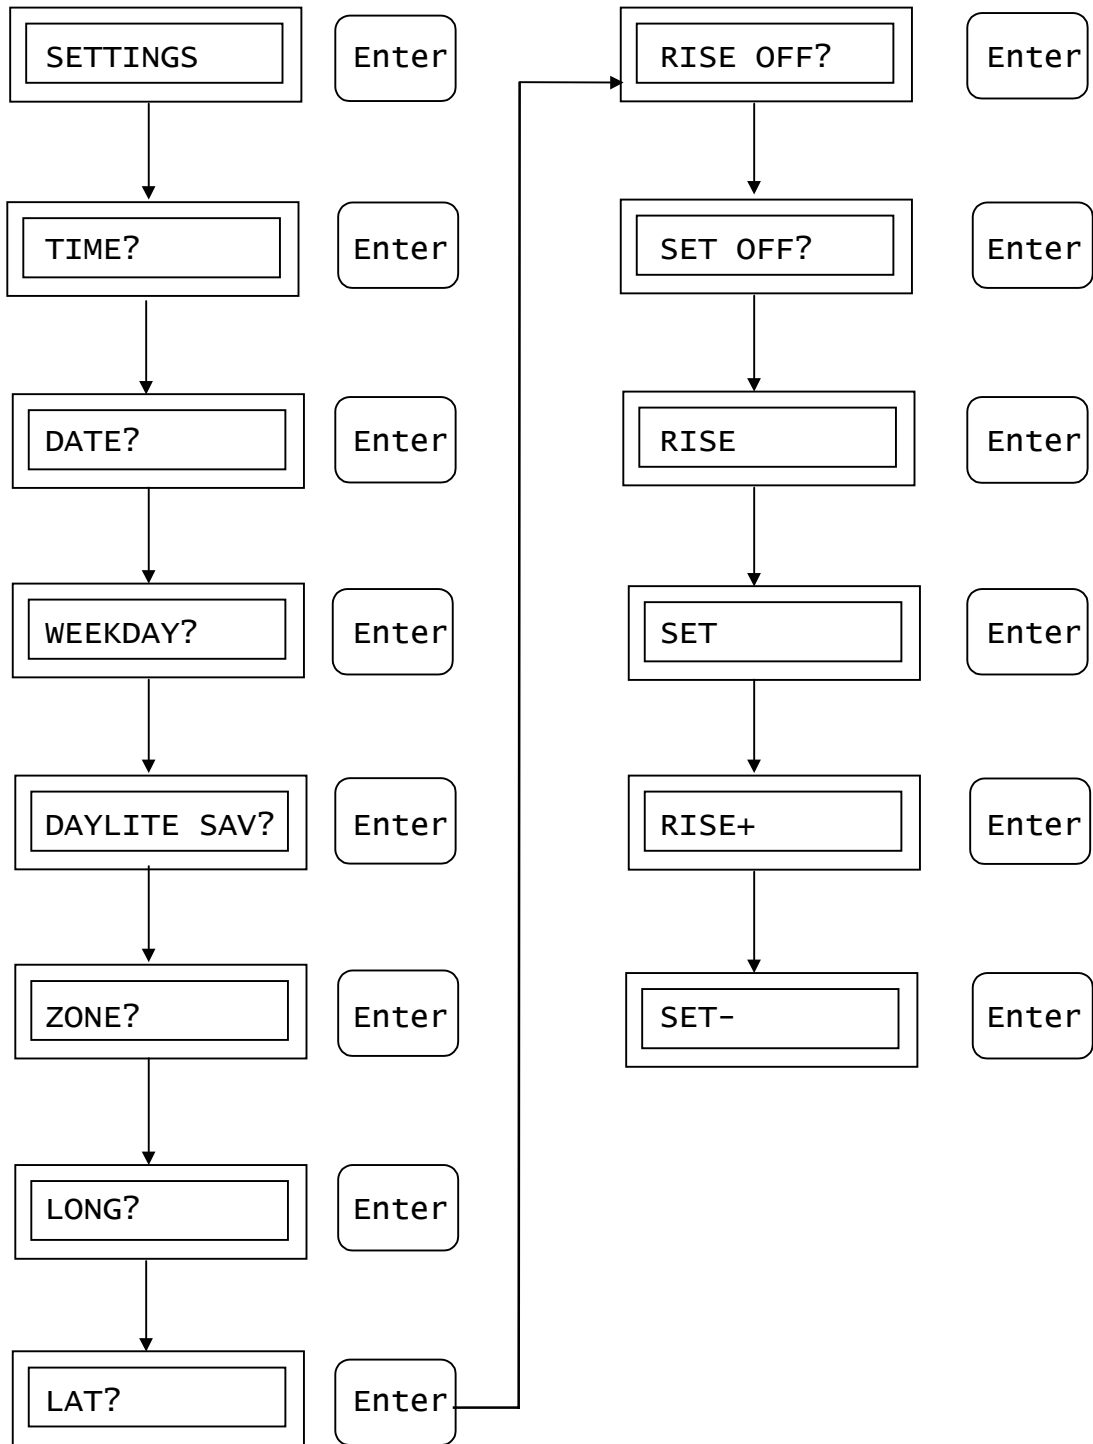 SETTINGS Enter
TIME? Enter
DATE? Enter
WEEKDAY? Enter
DAYLITE SAV? Enter
ZONE? Enter
LONG? Enter
LAT? Enter
RISE OFF? Enter
SET OFF? Enter
RISE Enter
SET Enter
RISE+ Enter
SET- Enter